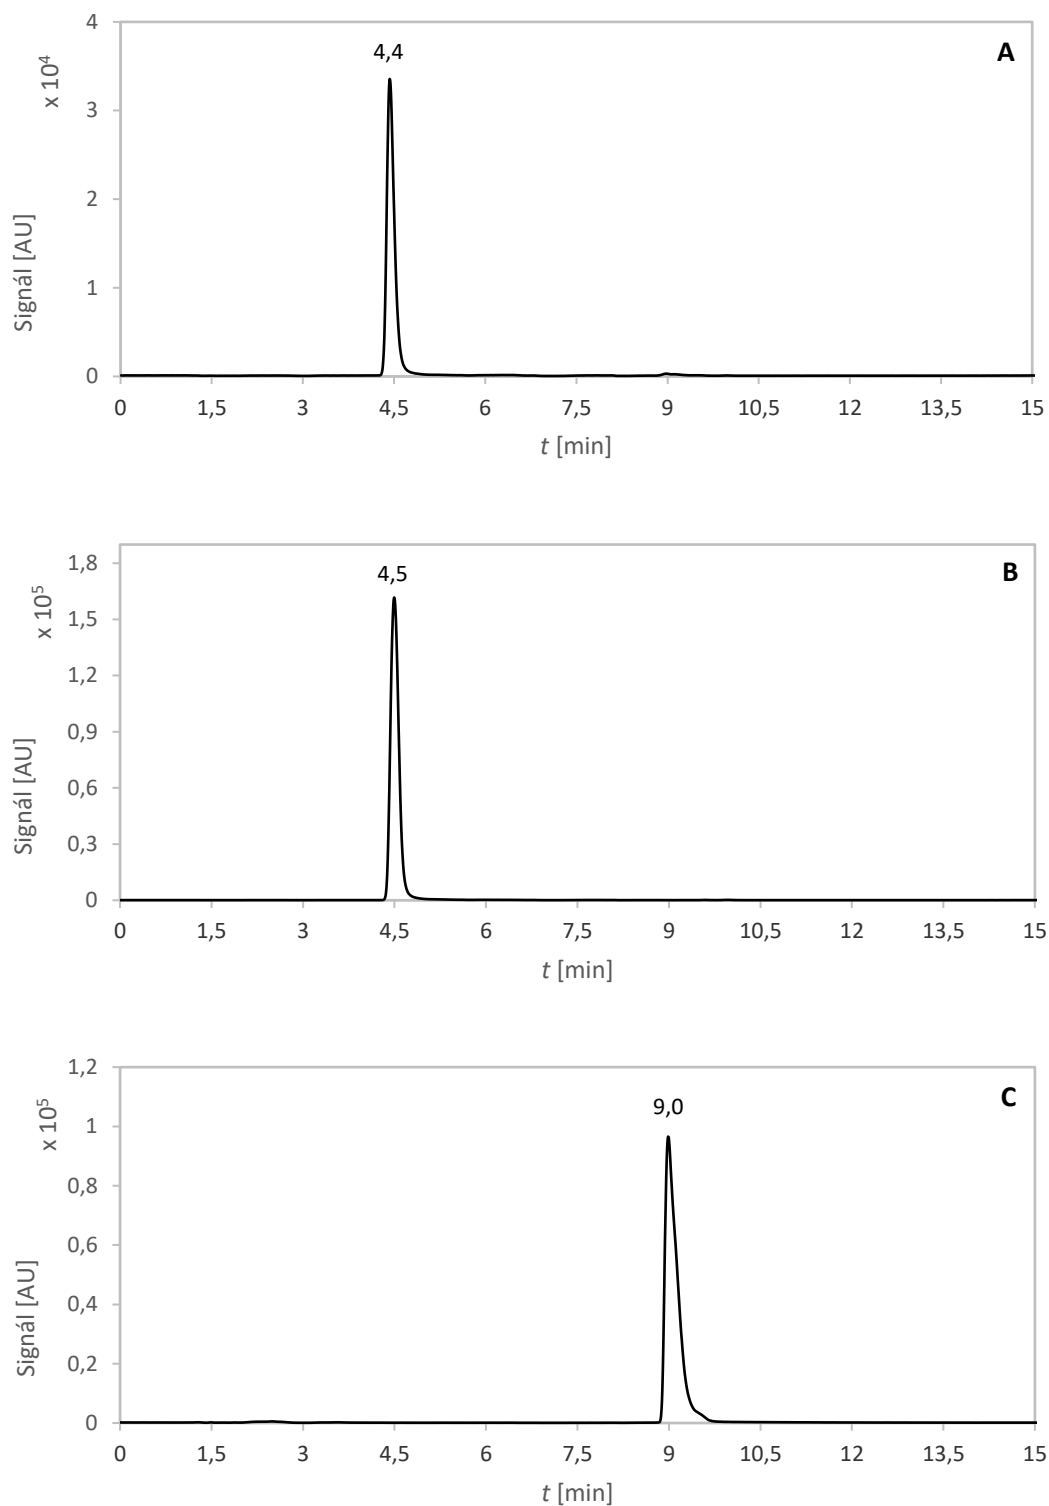 4
A
4,4
x 10⁴
3
2
Signál [AU]
1
0
0 1,5 3 4,5 6 7,5 9 10,5 12 13,5 15
t [min]
1,8
B
4,5
x 10⁵
1,5
1,2
0,9
Signál [AU]
0,6
0,3
0
0 1,5 3 4,5 6 7,5 9 10,5 12 13,5 15
t [min]
1,2
C
9,0
x 10⁵
1
0,8
0,6
Signál [AU]
0,4
0,2
0
0 1,5 3 4,5 6 7,5 9 10,5 12 13,5 15
t [min]